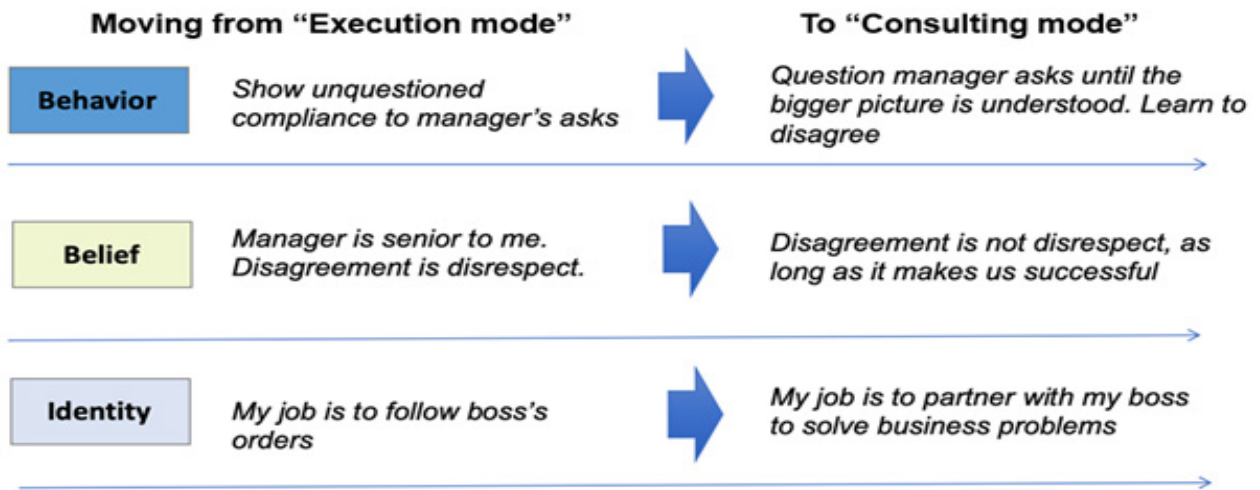 Moving from “Execution mode”
To “Consulting mode”
Behavior
Show unquestioned
compliance to manager’s asks
Question manager asks until the
bigger picture is understood. Learn to
disagree
Belief
Manager is senior to me.
Disagreement is disrespect.
Disagreement is not disrespect, as
long as it makes us successful
Identity
My job is to follow boss’s
orders
My job is to partner with my boss
to solve business problems